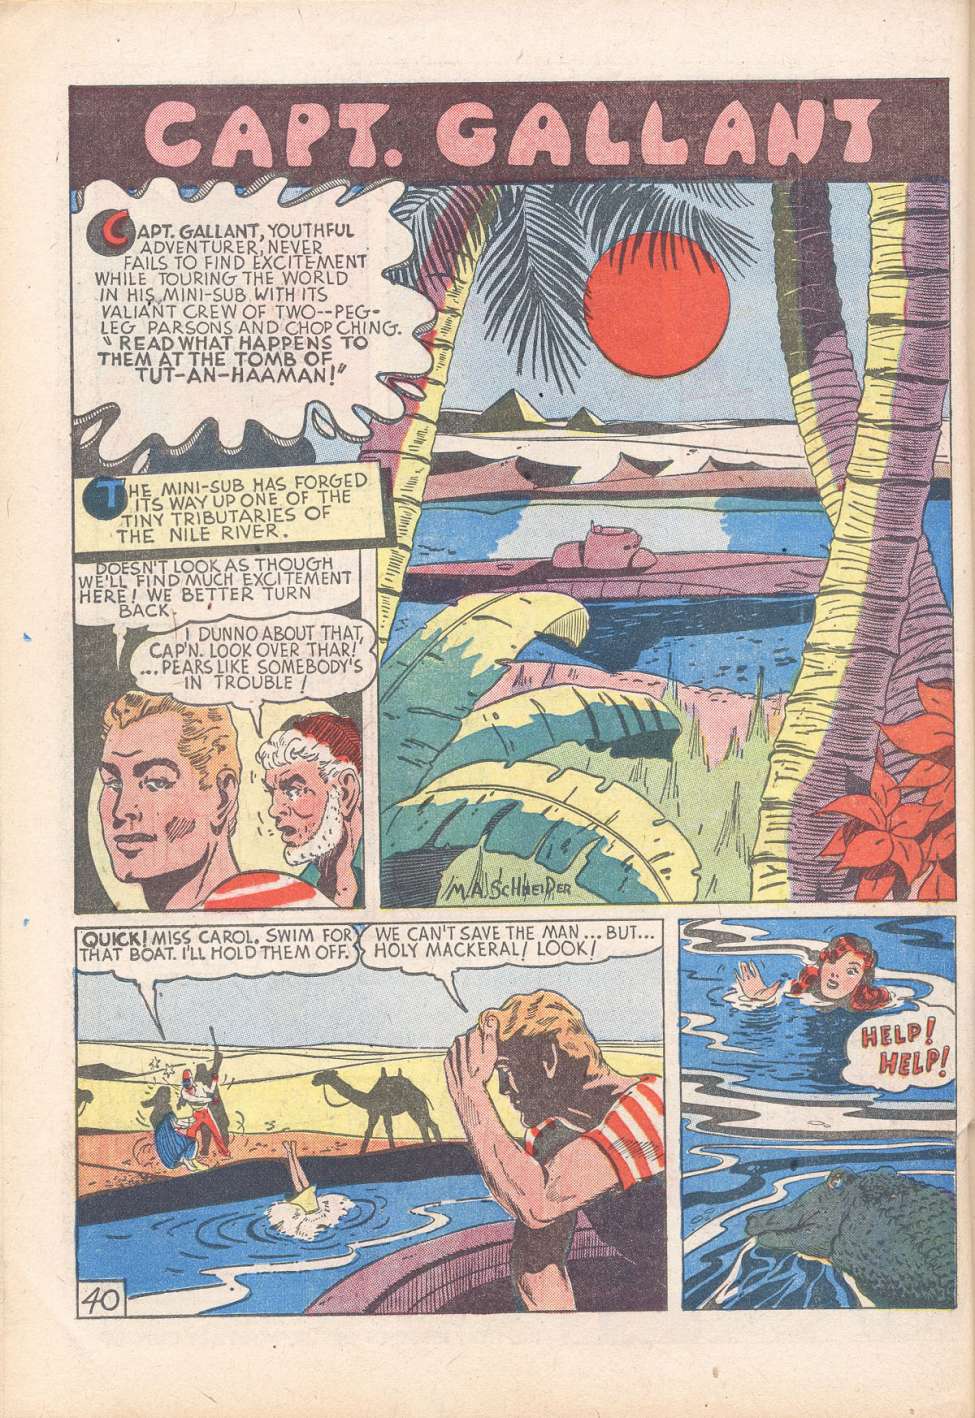 CAPT. GALLANT
CAPT. GALLANT, YOUTHFUL
ADVENTURER, NEVER
FAILS TO FIND EXCITEMENT
WHILE TOURING THE WORLD
IN HIS MINI-SUB WITH ITS
VALIANT CREW OF TWO--PEG-
LEG PARSONS AND CHOP CHING.
"READ WHAT HAPPENS TO
THEM AT THE TOMB OF
TUT-AN-HAAMAN!"
THE MINI-SUB HAS FORGED
ITS WAY UP ONE OF THE
TINY TRIBUTARIES OF
THE NILE RIVER.
DOESN'T LOOK AS THOUGH
WE'LL FIND MUCH EXCITEMENT
HERE! WE BETTER TURN
BACK.
I DUNNO ABOUT THAT,
CAP'N. LOOK OVER THAR!
...PEARS LIKE SOMEBODY'S
IN TROUBLE!
M.A. SCHNEIDER
QUICK! MISS CAROL. SWIM FOR
THAT BOAT. I'LL HOLD THEM OFF.
WE CAN'T SAVE THE MAN... BUT...
HOLY MACKERAL! LOOK!
HELP!
HELP!
40